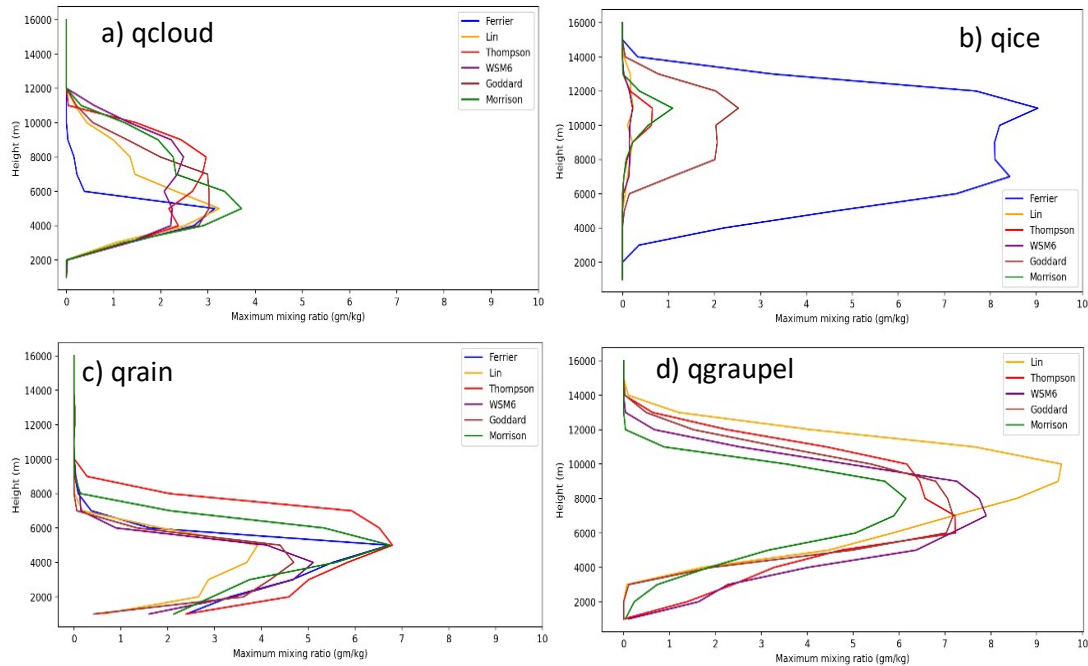 a) qcloud
Ferrier
Lin
Thompson
WSM6
Goddard
Morrison
16000
14000
12000
10000
8000
6000
4000
2000
Height (m)
0 1 2 3 4 5 6 7 8 9 10
Maximum mixing ratio (gm/kg)
b) qice
16000
14000
12000
10000
8000
6000
4000
2000
Height (m)
Ferrier
Lin
Thompson
WSM6
Goddard
Morrison
0 1 2 3 4 5 6 7 8 9 10
Maximum mixing ratio (gm/kg)
c) qrain
Ferrier
Lin
Thompson
WSM6
Goddard
Morrison
16000
14000
12000
10000
8000
6000
4000
2000
Height (m)
0 1 2 3 4 5 6 7 8 9 10
Maximum mixing ratio (gm/kg)
d) qgraupel
Lin
Thompson
WSM6
Goddard
Morrison
16000
14000
12000
10000
8000
6000
4000
2000
Height (m)
0 1 2 3 4 5 6 7 8 9 10
Maximum mixing ratio (gm/kg)